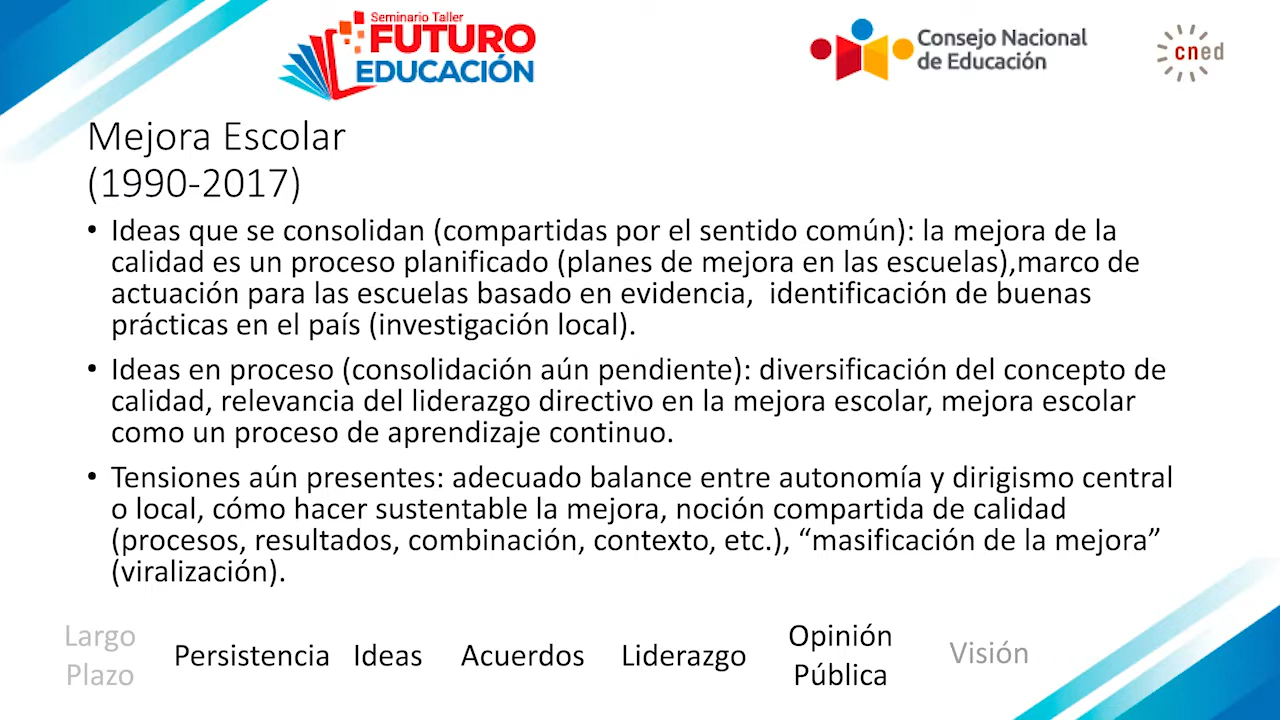 Seminario Taller
FUTURO
EDUCACIÓN
Consejo Nacional
de Educación
cned
Mejora Escolar
(1990-2017)
• Ideas que se consolidan (compartidas por el sentido común): la mejora de la
calidad es un proceso planificado (planes de mejora en las escuelas),marco de
actuación para las escuelas basado en evidencia,  identificación de buenas
prácticas en el país (investigación local).
• Ideas en proceso (consolidación aún pendiente): diversificación del concepto de
calidad, relevancia del liderazgo directivo en la mejora escolar, mejora escolar
como un proceso de aprendizaje continuo.
• Tensiones aún presentes: adecuado balance entre autonomía y dirigismo central
o local, cómo hacer sustentable la mejora, noción compartida de calidad
(procesos, resultados, combinación, contexto, etc.), “masificación de la mejora”
(viralización).
Largo
Plazo
Persistencia
Ideas
Acuerdos
Liderazgo
Opinión
Pública
Visión